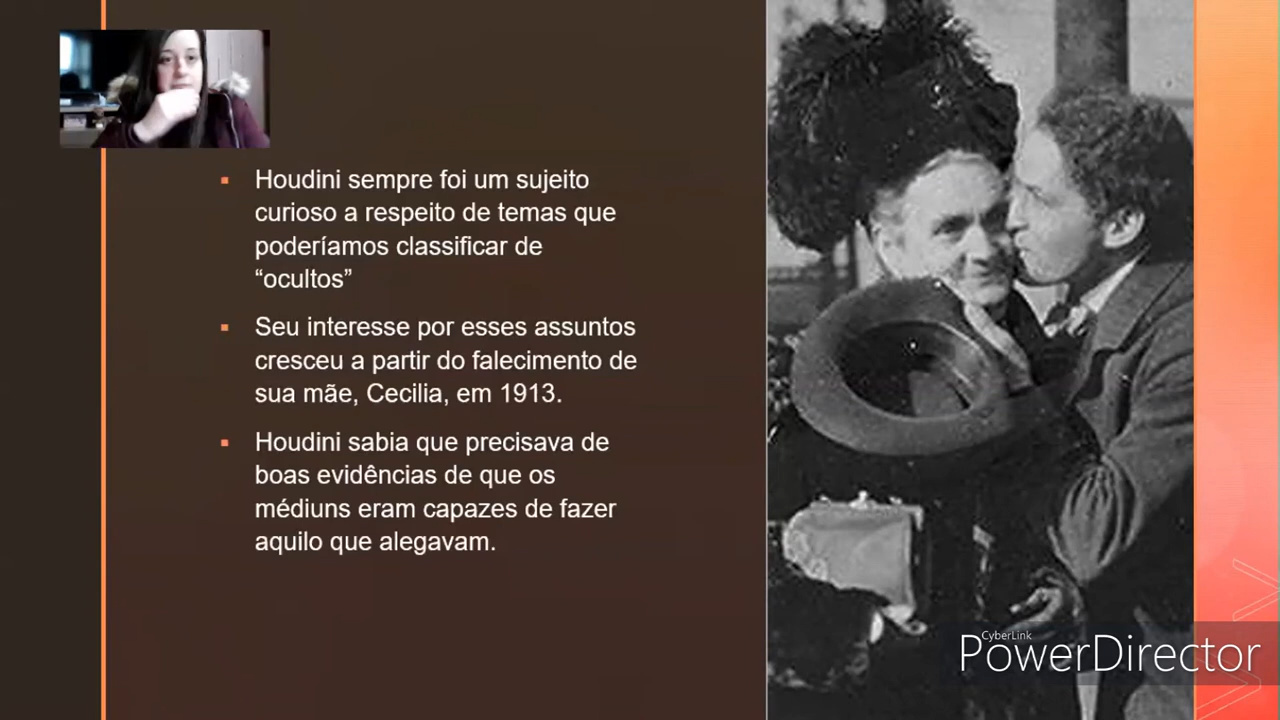 Houdini sempre foi um sujeito
curioso a respeito de temas que
poderíamos classificar de
“ocultos”
Seu interesse por esses assuntos
cresceu a partir do falecimento de
sua mãe, Cecilia, em 1913.
Houdini sabia que precisava de
boas evidências de que os
médiuns eram capazes de fazer
aquilo que alegavam.
CyberLink
PowerDirector